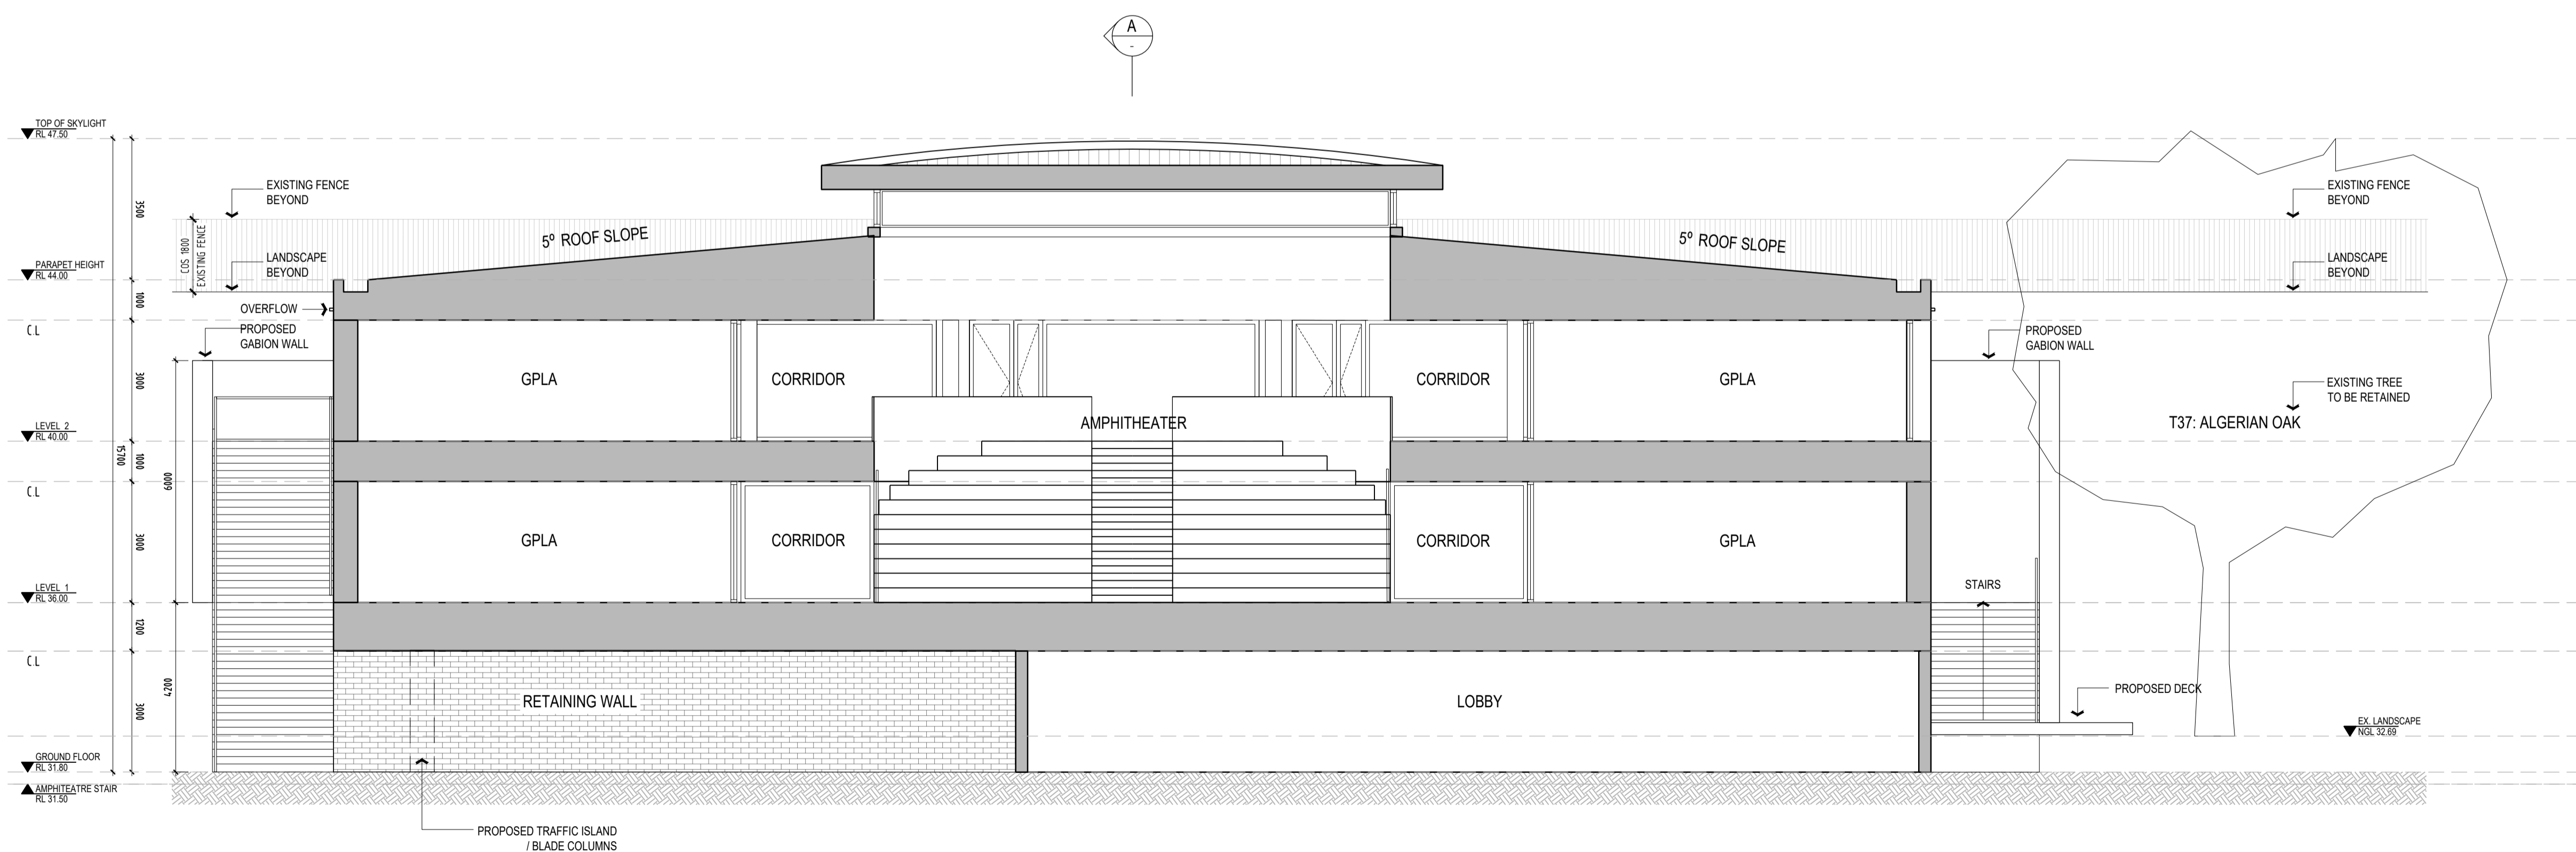 A
-
TOP OF SKYLIGHT
RL 47.50
EXISTING FENCE
BEYOND
EXISTING FENCE
BEYOND
3500
COS 1800
EXISTING FENCE
5º ROOF SLOPE
5º ROOF SLOPE
LANDSCAPE
BEYOND
LANDSCAPE
BEYOND
PARAPET HEIGHT
RL 44.00
1000
OVERFLOW
C.L
PROPOSED
GABION WALL
PROPOSED
GABION WALL
3000
GPLA
CORRIDOR
CORRIDOR
GPLA
EXISTING TREE
TO BE RETAINED
AMPHITHEATER
T37: ALGERIAN OAK
LEVEL 2
RL 40.00
15700
1000
6009
C.L
3000
GPLA
CORRIDOR
CORRIDOR
GPLA
STAIRS
LEVEL 1
RL 36.00
1200
C.L
4207
3000
RETAINING WALL
LOBBY
PROPOSED DECK
EX. LANDSCAPE
NGL 32.69
GROUND FLOOR
RL 31.80
AMPHITEATRE STAIR
RL 31.50
PROPOSED TRAFFIC ISLAND
/ BLADE COLUMNS